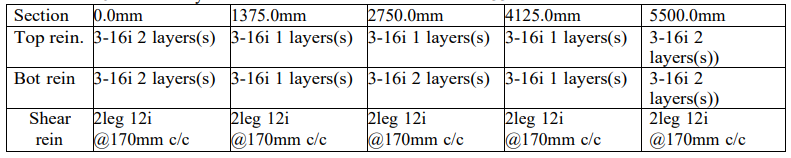 Section 0.0mm 1375.0mm 2750.0mm 4125.0mm 5500.0mm
Top rein. 3-16i 2 layers(s) 3-16i 1 layers(s) 3-16i 1 layers(s) 3-16i 1 layers(s) 3-16i 2
layers(s))
Bot rein 3-16i 2 layers(s) 3-16i 1 layers(s) 3-16i 2 layers(s) 3-16i 1 layers(s) 3-16i 2
layers(s))
Shear 2leg 12i 2leg 12i 2leg 12i 2leg 12i 2leg 12i
rein @170mm c/c @170mm c/c @170mm c/c @170mm c/c @170mm c/c